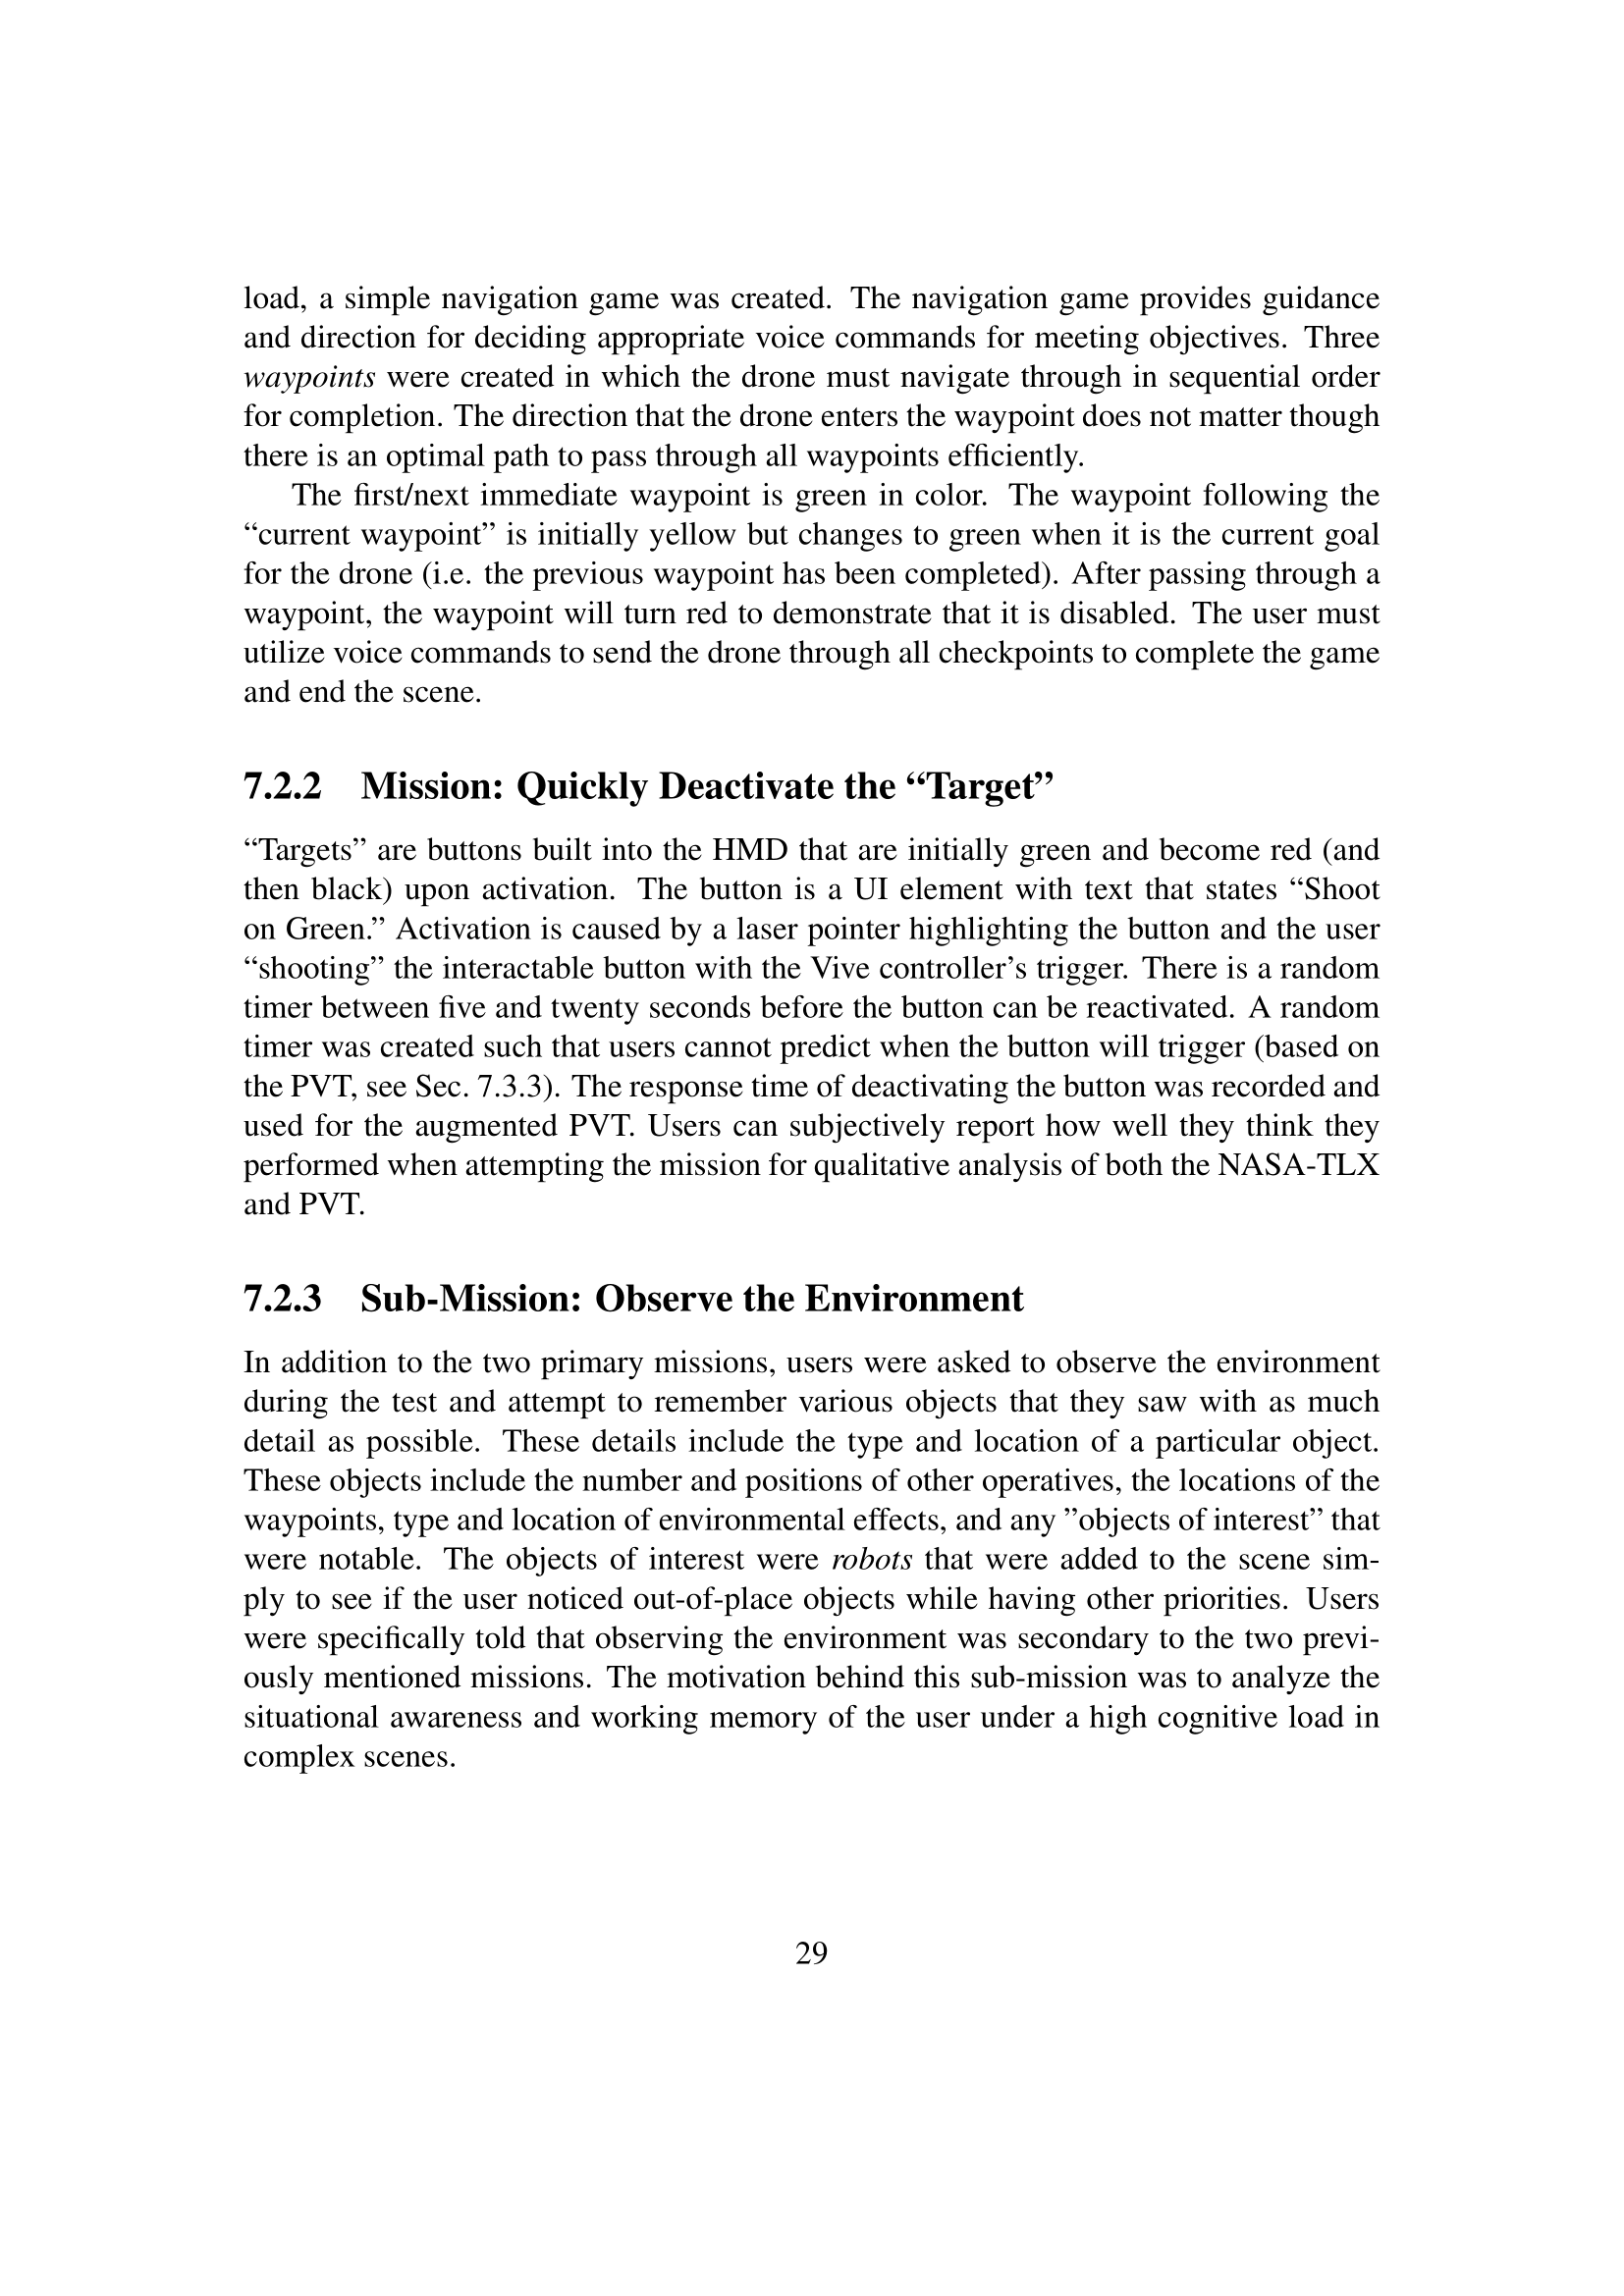 load, a simple navigation game was created. The navigation game provides guidance
and direction for deciding appropriate voice commands for meeting objectives. Three
waypoints were created in which the drone must navigate through in sequential order
for completion. The direction that the drone enters the waypoint does not matter though
there is an optimal path to pass through all waypoints efficiently.
The first/next immediate waypoint is green in color. The waypoint following the
“current waypoint” is initially yellow but changes to green when it is the current goal
for the drone (i.e. the previous waypoint has been completed). After passing through a
waypoint, the waypoint will turn red to demonstrate that it is disabled. The user must
utilize voice commands to send the drone through all checkpoints to complete the game
and end the scene.
7.2.2 Mission: Quickly Deactivate the “Target”
“Targets” are buttons built into the HMD that are initially green and become red (and
then black) upon activation. The button is a UI element with text that states “Shoot
on Green.” Activation is caused by a laser pointer highlighting the button and the user
“shooting” the interactable button with the Vive controller’s trigger. There is a random
timer between five and twenty seconds before the button can be reactivated. A random
timer was created such that users cannot predict when the button will trigger (based on
the PVT, see Sec. 7.3.3). The response time of deactivating the button was recorded and
used for the augmented PVT. Users can subjectively report how well they think they
performed when attempting the mission for qualitative analysis of both the NASA-TLX
and PVT.
7.2.3 Sub-Mission: Observe the Environment
In addition to the two primary missions, users were asked to observe the environment
during the test and attempt to remember various objects that they saw with as much
detail as possible. These details include the type and location of a particular object.
These objects include the number and positions of other operatives, the locations of the
waypoints, type and location of environmental effects, and any ”objects of interest” that
were notable. The objects of interest were robots that were added to the scene sim-
ply to see if the user noticed out-of-place objects while having other priorities. Users
were specifically told that observing the environment was secondary to the two previ-
ously mentioned missions. The motivation behind this sub-mission was to analyze the
situational awareness and working memory of the user under a high cognitive load in
complex scenes.
29